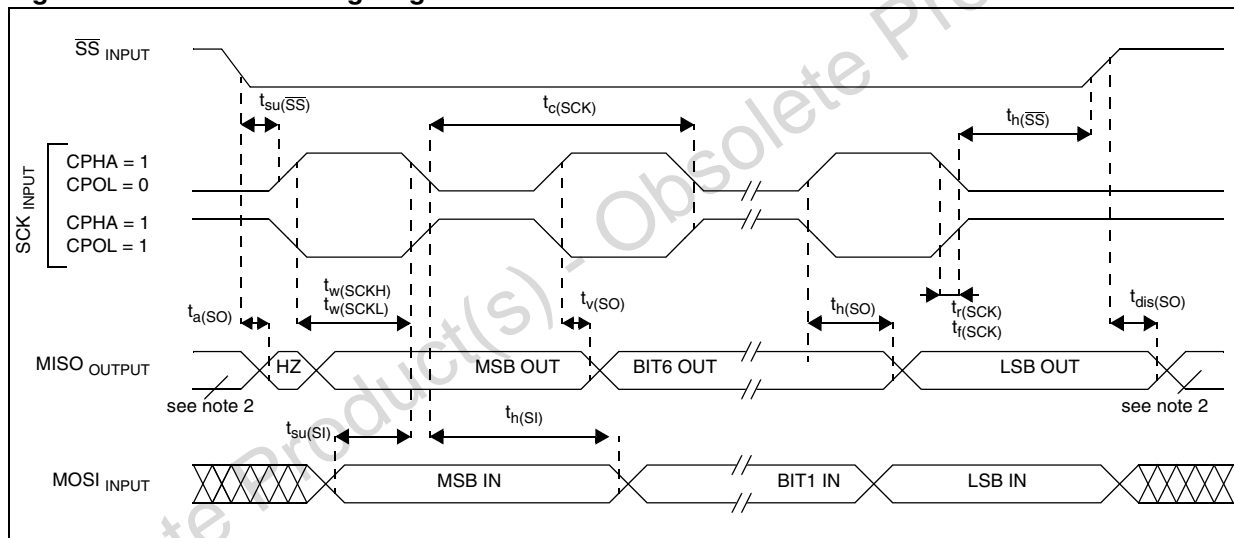 SS INPUT
tsu(SS)
tc(SCK)
th(SS)
SCK INPUT
CPHA = 1
CPOL = 0
CPHA = 1
CPOL = 1
ta(SO)
tw(SCKH)
tw(SCKL)
tv(SO)
th(SO)
tr(SCK)
tf(SCK)
tdis(SO)
MISO OUTPUT
HZ
MSB OUT
BIT6 OUT
LSB OUT
see note 2
see note 2
tsu(SI)
th(SI)
MOSI INPUT
MSB IN
BIT1 IN
LSB IN
Product(s) - Obsolete